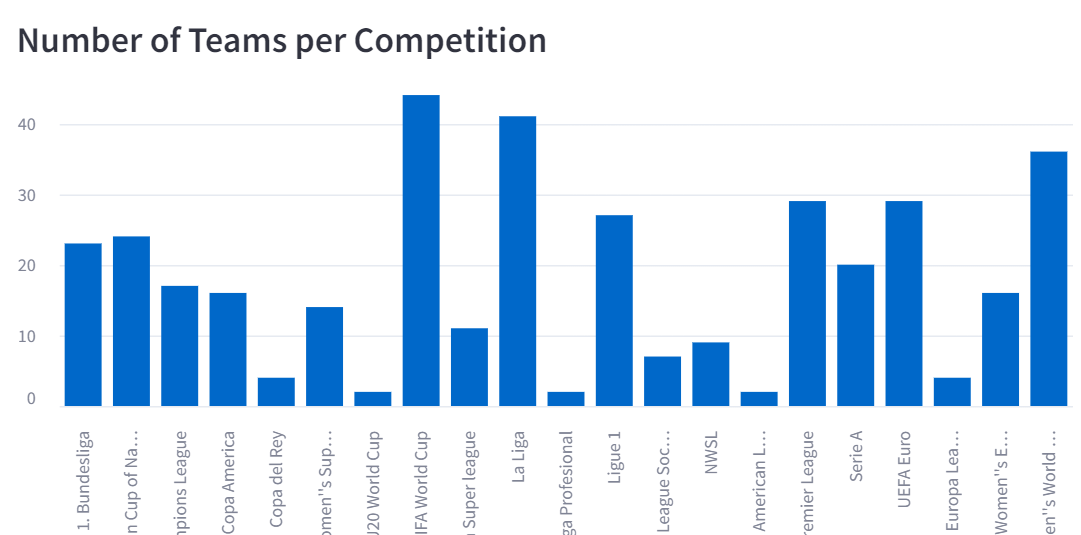 Number of Teams per Competition
40
30
20
10
0
1. Bundesliga
n Cup of Na…
mpions League
Copa America
Copa del Rey
omen''s Sup…
U20 World Cup
IFA World Cup
Super league
La Liga
ga Profesional
Ligue 1
League Soc…
NWSL
American L…
remier League
Serie A
UEFA Euro
Europa Lea…
Women''s E…
en''s World …